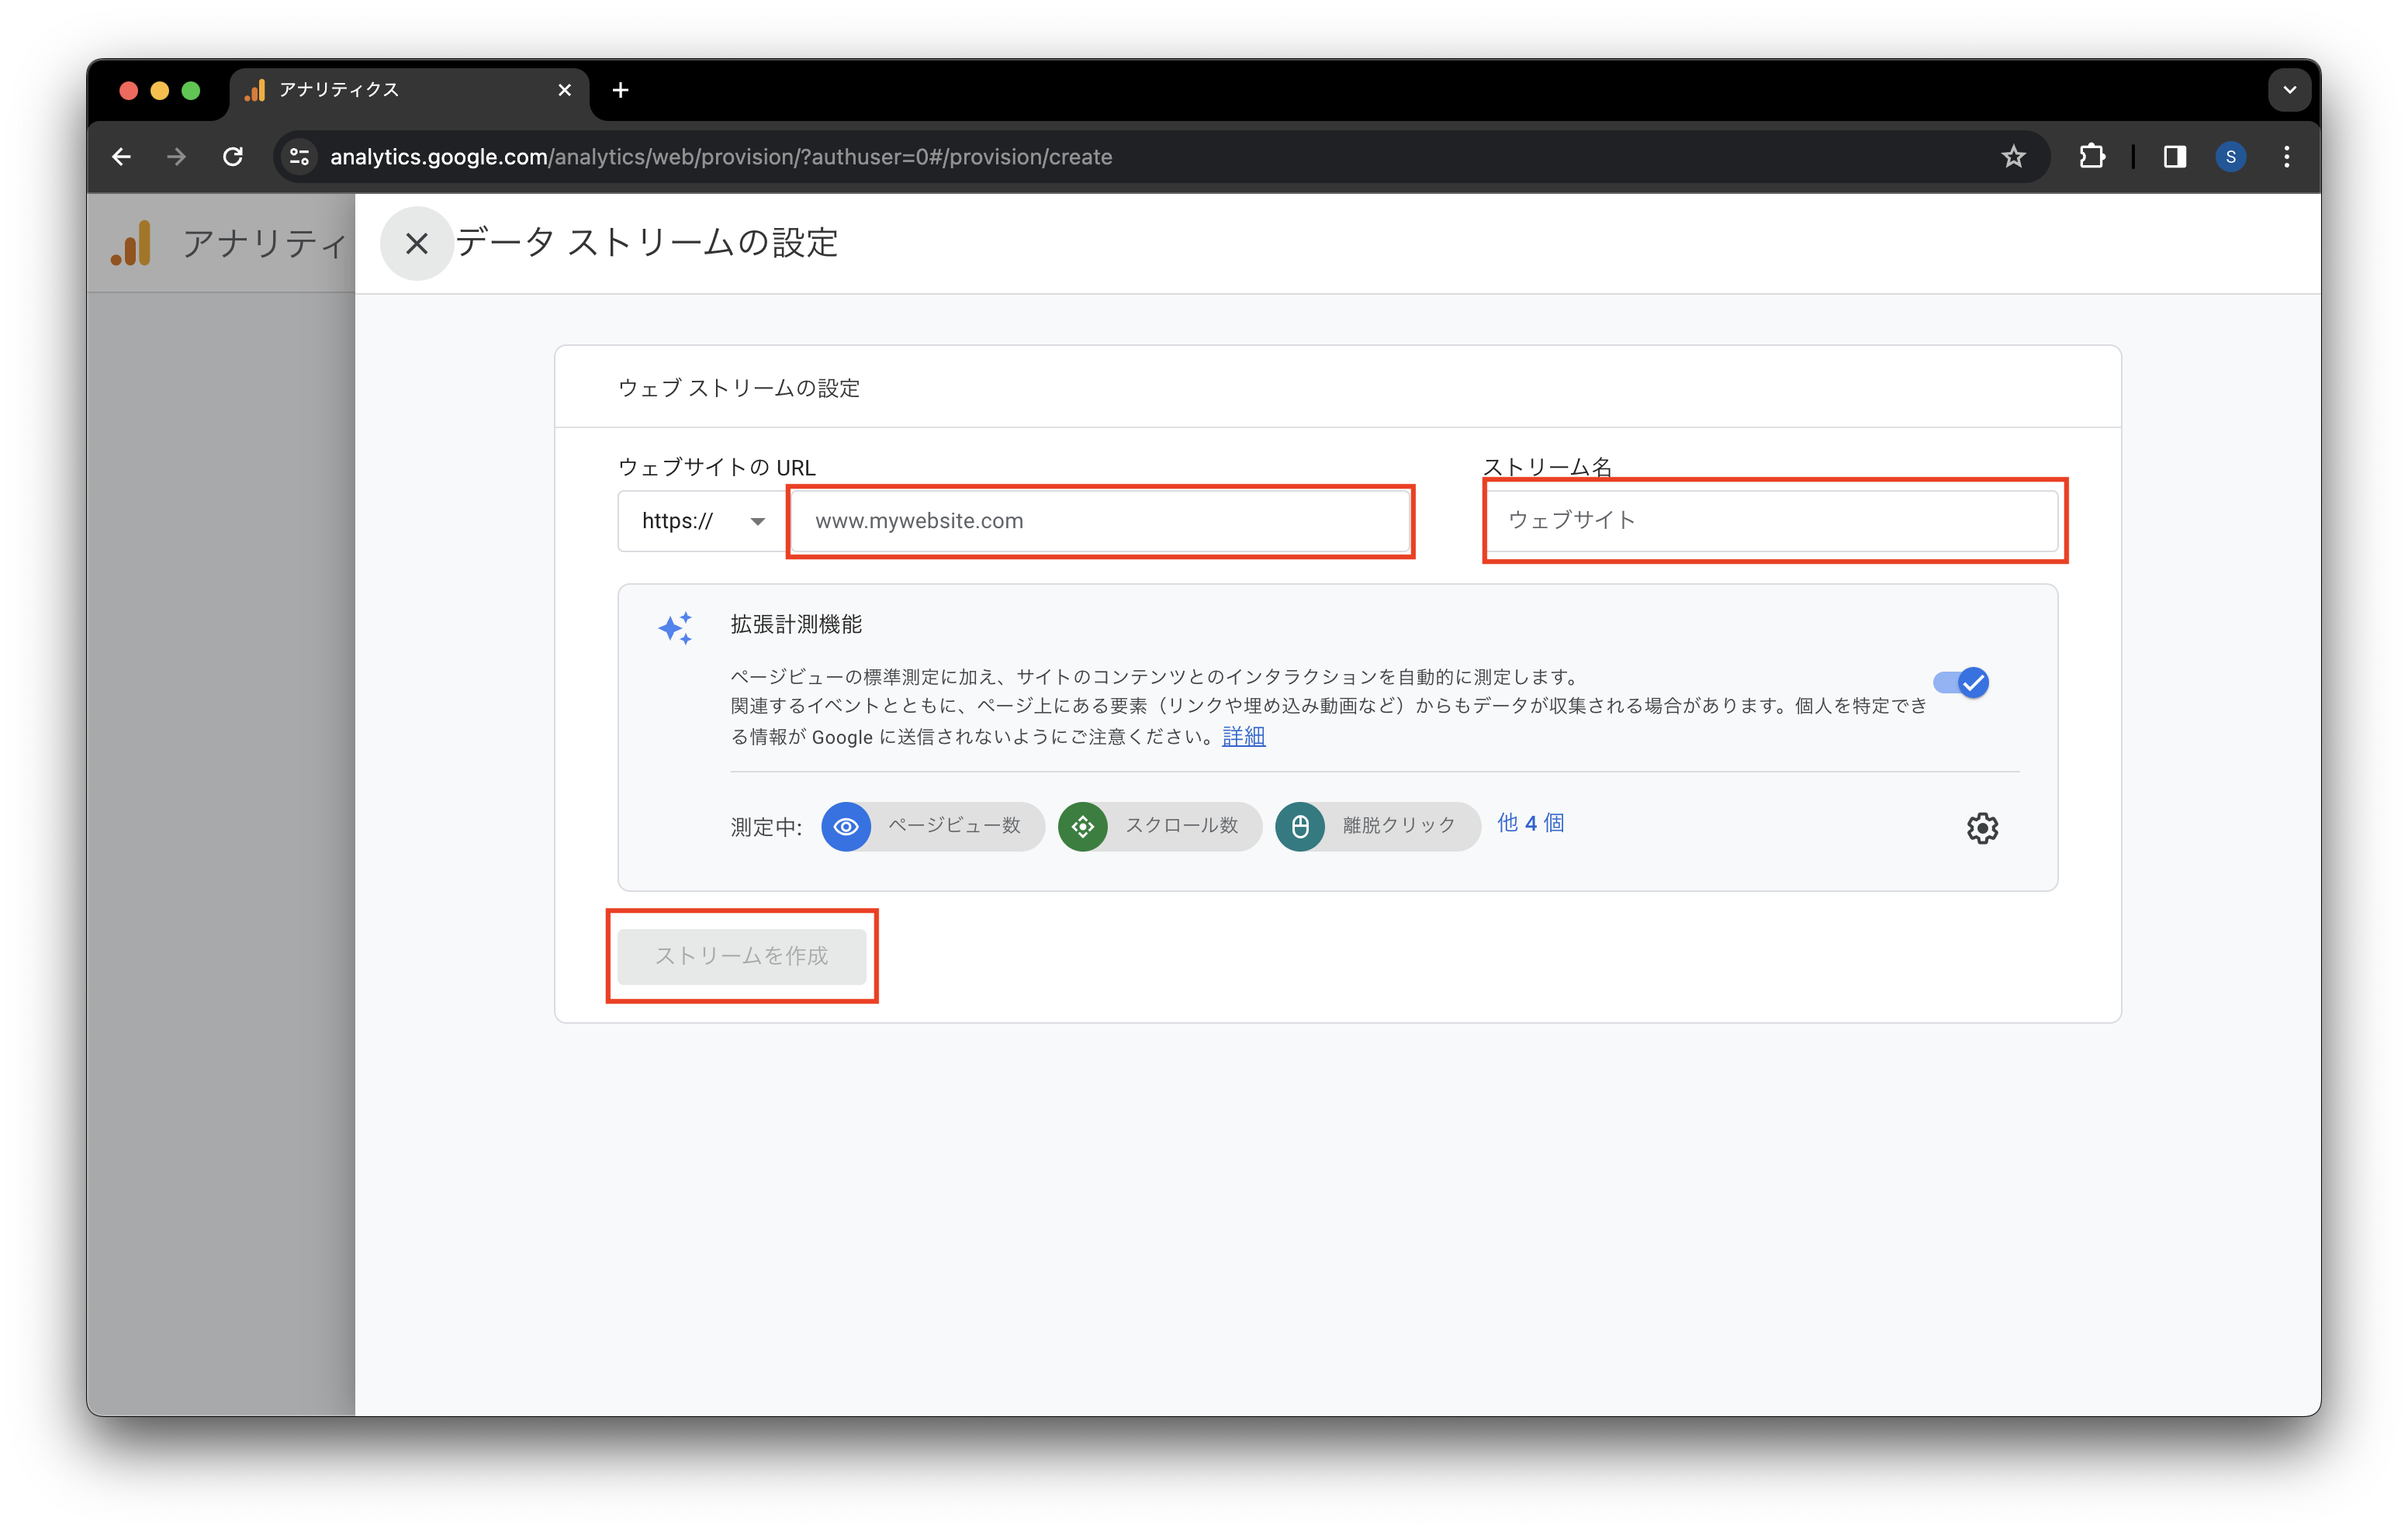 アナリティクス
analytics.google.com/analytics/web/provision/?authuser=0#/provision/create
S
アナリティ
データ ストリームの設定
ウェブ ストリームの設定
ウェブサイトの URL
ストリーム名
https://
www.mywebsite.com
ウェブサイト
拡張計測機能
ページビューの標準測定に加え、サイトのコンテンツとのインタラクションを自動的に測定します。
関連するイベントとともに、ページ上にある要素（リンクや埋め込み動画など）からもデータが収集される場合があります。個人を特定でき
る情報が Google に送信されないようにご注意ください。詳細
測定中: ページビュー数 スクロール数 離脱クリック 他 4 個
ストリームを作成